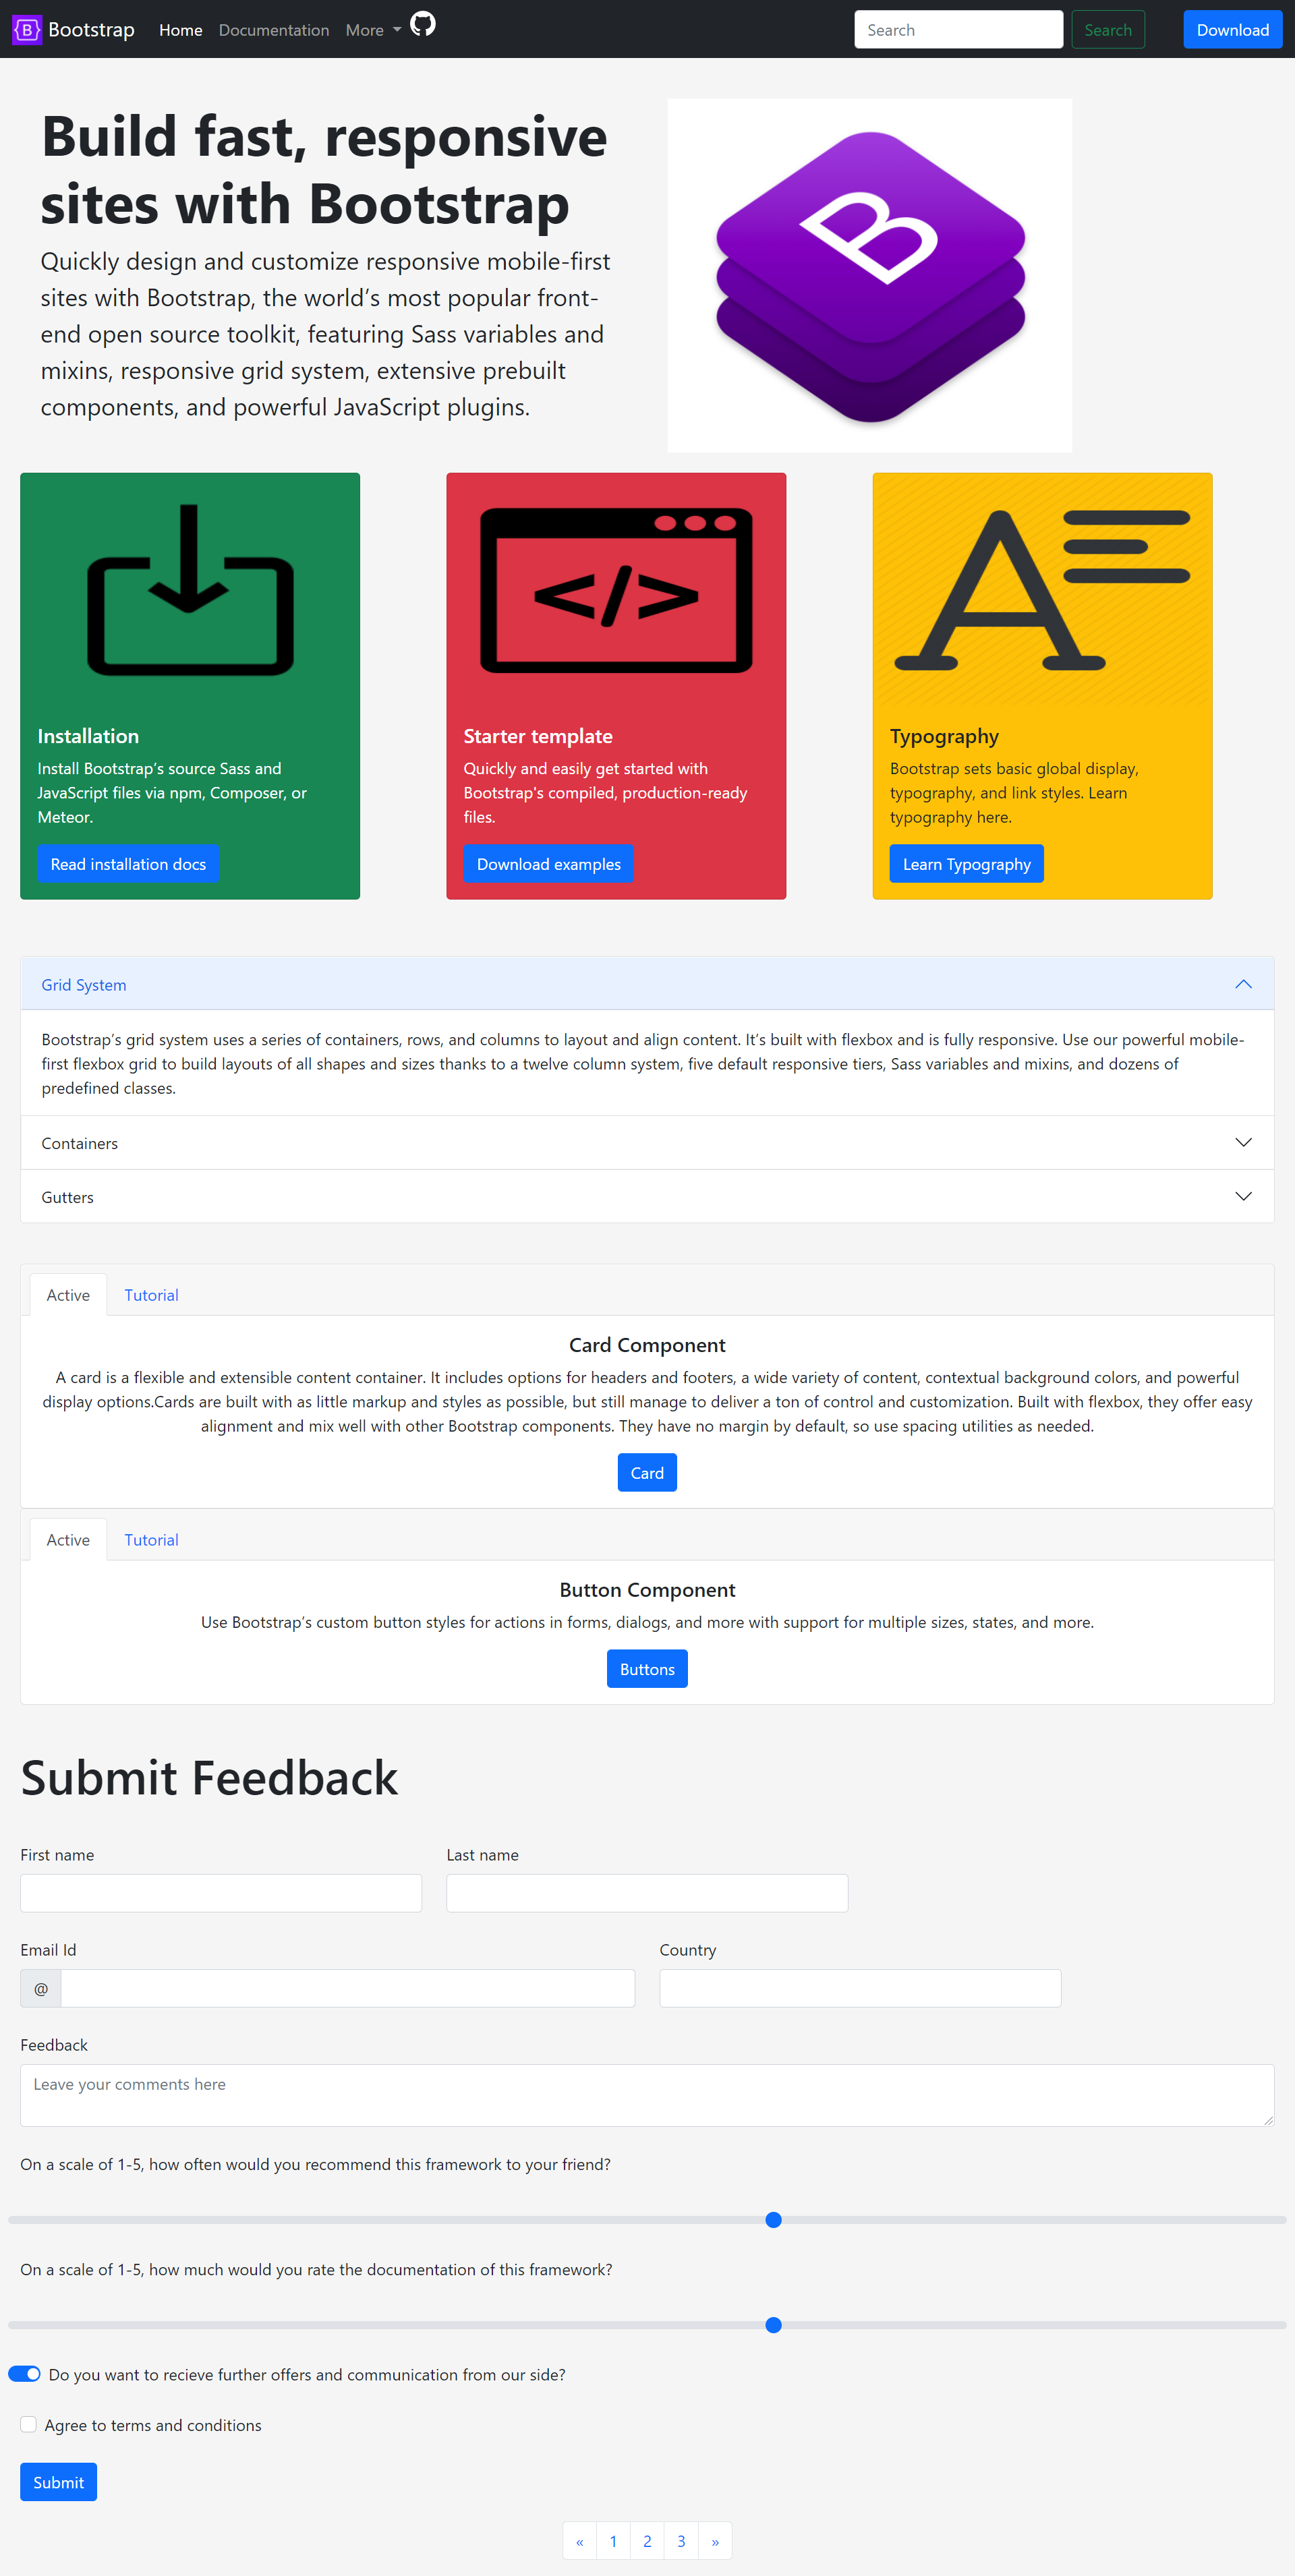 Bootstrap Home Documentation More Search Search Download
Build fast, responsive
sites with Bootstrap
Quickly design and customize responsive mobile-first
sites with Bootstrap, the world’s most popular front-
end open source toolkit, featuring Sass variables and
mixins, responsive grid system, extensive prebuilt
components, and powerful JavaScript plugins.
B
Installation
Install Bootstrap’s source Sass and
JavaScript files via npm, Composer, or
Meteor.
Read installation docs
</>
Starter template
Quickly and easily get started with
Bootstrap's compiled, production-ready
files.
Download examples
A
Typography
Bootstrap sets basic global display,
typography, and link styles. Learn
typography here.
Learn Typography
Grid System
Bootstrap’s grid system uses a series of containers, rows, and columns to layout and align content. It’s built with flexbox and is fully responsive. Use our powerful mobile-
first flexbox grid to build layouts of all shapes and sizes thanks to a twelve column system, five default responsive tiers, Sass variables and mixins, and dozens of
predefined classes.
Containers
Gutters
Active Tutorial
Card Component
A card is a flexible and extensible content container. It includes options for headers and footers, a wide variety of content, contextual background colors, and powerful
display options.Cards are built with as little markup and styles as possible, but still manage to deliver a ton of control and customization. Built with flexbox, they offer easy
alignment and mix well with other Bootstrap components. They have no margin by default, so use spacing utilities as needed.
Card
Active Tutorial
Button Component
Use Bootstrap’s custom button styles for actions in forms, dialogs, and more with support for multiple sizes, states, and more.
Buttons
Submit Feedback
First name Last name
Email Id Country
@
Feedback
Leave your comments here
On a scale of 1-5, how often would you recommend this framework to your friend?
On a scale of 1-5, how much would you rate the documentation of this framework?
Do you want to recieve further offers and communication from our side?
Agree to terms and conditions
Submit
« 1 2 3 »